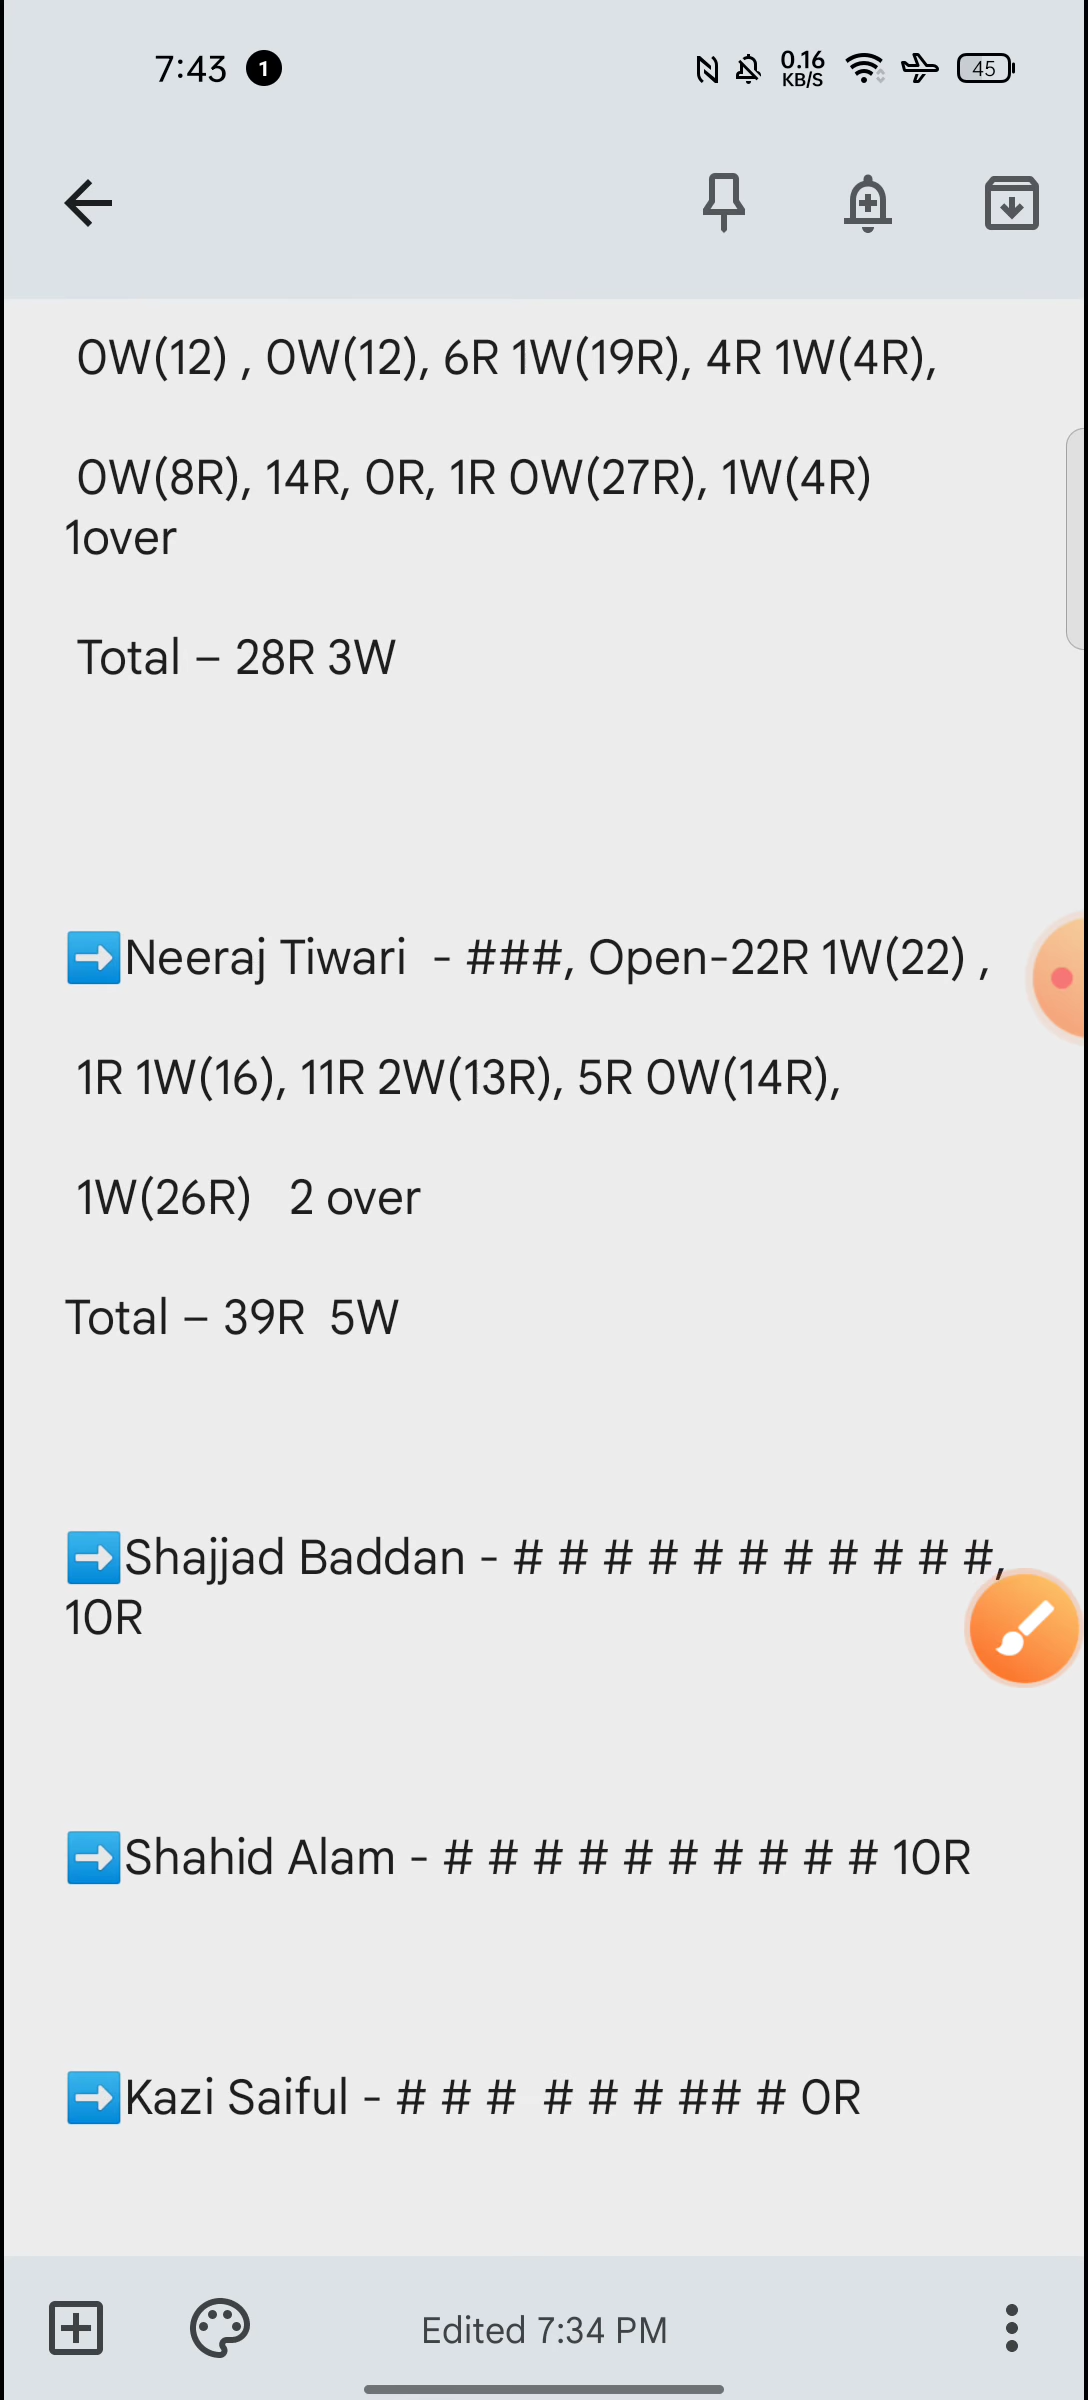 7:43 1 0.16 KB/S 45
0W(12) , 0W(12), 6R 1W(19R), 4R 1W(4R),
0W(8R), 14R, 0R, 1R 0W(27R), 1W(4R)
1over
Total – 28R 3W
➡️Neeraj Tiwari - ###, Open-22R 1W(22) ,
1R 1W(16), 11R 2W(13R), 5R 0W(14R),
1W(26R) 2 over
Total – 39R 5W
➡️Shajjad Baddan - # # # # # # # # # # #,
10R
➡️Shahid Alam - # # # # # # # # # # 10R
➡️Kazi Saiful - # # # # # # ## # 0R
Edited 7:34 PM